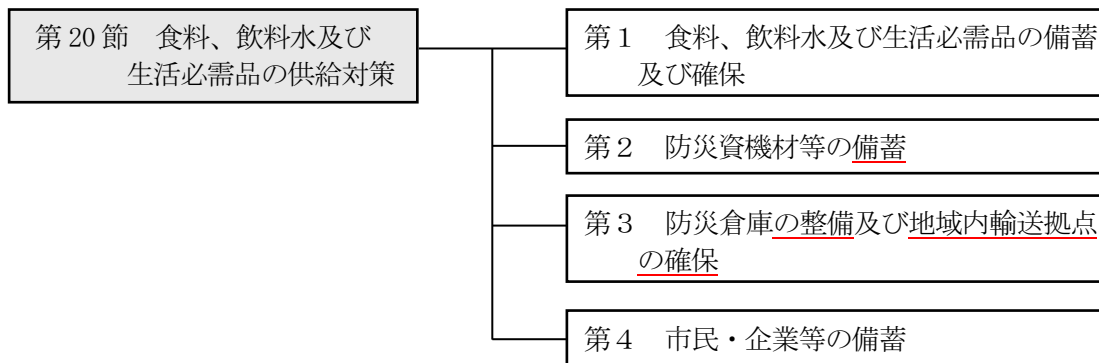 第20節　食料、飲料水及び
生活必需品の供給対策
第１　食料、飲料水及び生活必需品の備蓄
及び確保
第２　防災資機材等の備蓄
第３　防災倉庫の整備及び地域内輸送拠点
の確保
第４　市民・企業等の備蓄